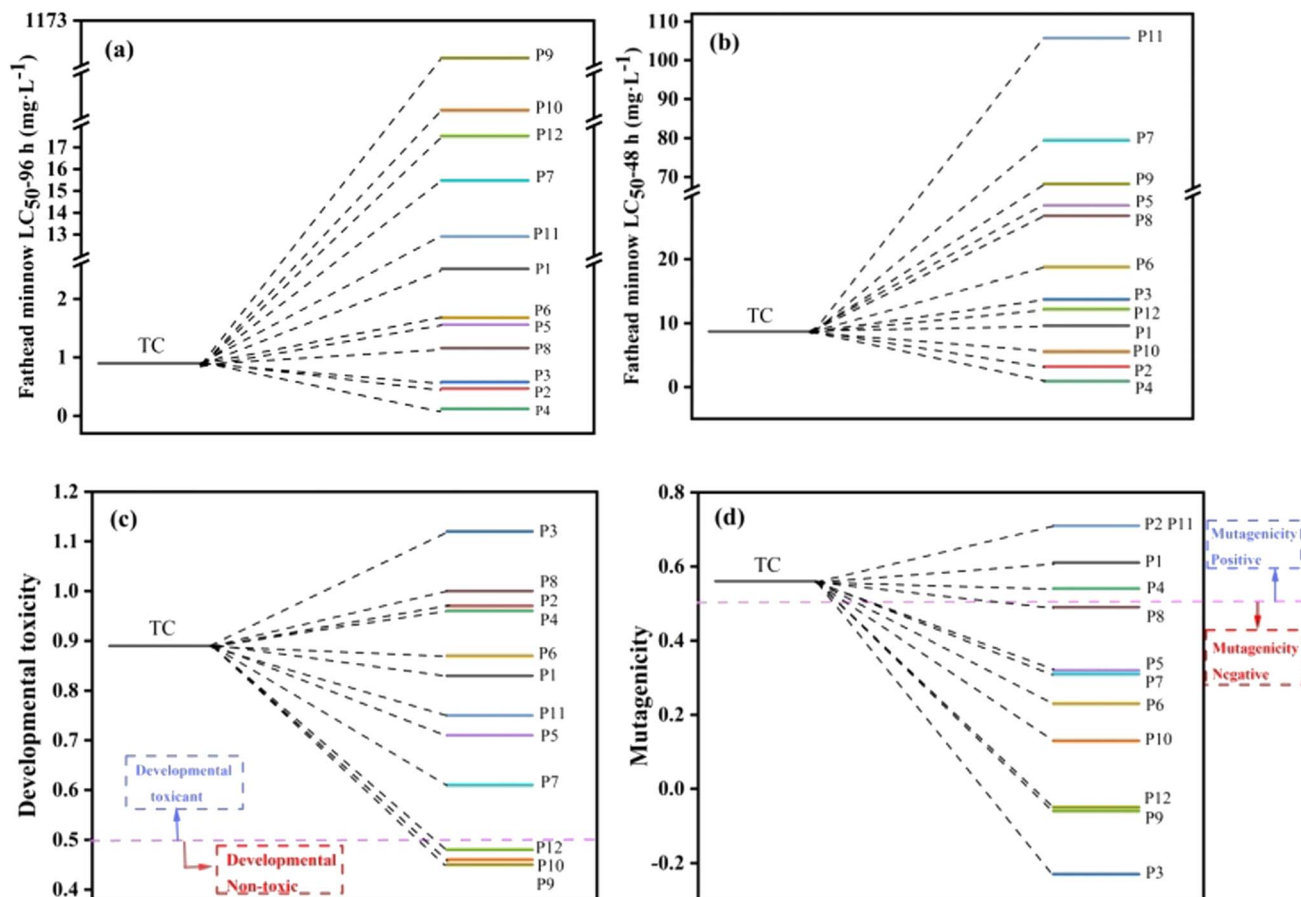 (a)
Fathead minnow LC50-96 h (mg·L-1)
1173
17
16
15
14
13
2
1
0
TC
P9
P10
P12
P7
P11
P1
P6
P5
P8
P3
P2
P4
(b)
Fathead minnow LC50-48 h (mg·L-1)
110
100
90
80
70
20
10
0
TC
P11
P7
P9
P5
P8
P6
P3
P12
P1
P10
P2
P4
(c)
Developmental toxicity
1.2
1.1
1.0
0.9
0.8
0.7
0.6
0.5
0.4
TC
P3
P8
P2
P4
P6
P1
P11
P5
P7
P12
P10
P9
Developmental
toxicant
Developmental
Non-toxic
(d)
Mutagenicity
0.8
0.6
0.4
0.2
0.0
-0.2
TC
P2 P11
P1
P4
P8
P5
P7
P6
P10
P12
P9
P3
Mutagenicity
Positive
Mutagenicity
Negative